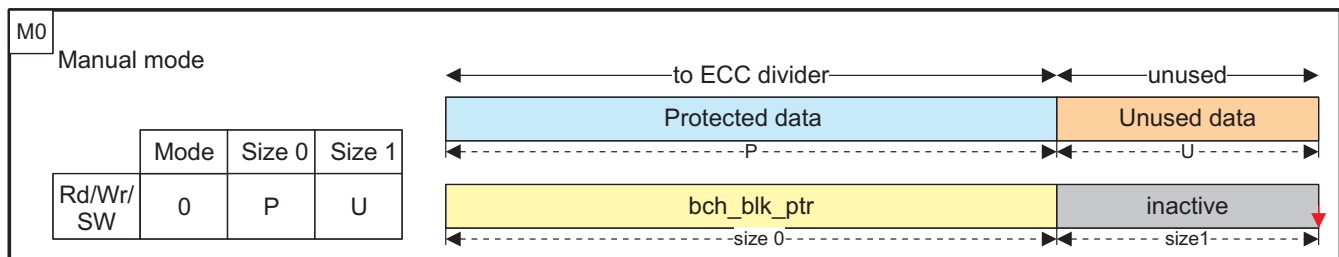 M0
Manual mode
to ECC divider
unused
Protected data
Unused data
P
U
Mode Size 0 Size 1
Rd/Wr/
SW
0 P U
bch_blk_ptr
inactive
size 0
size1